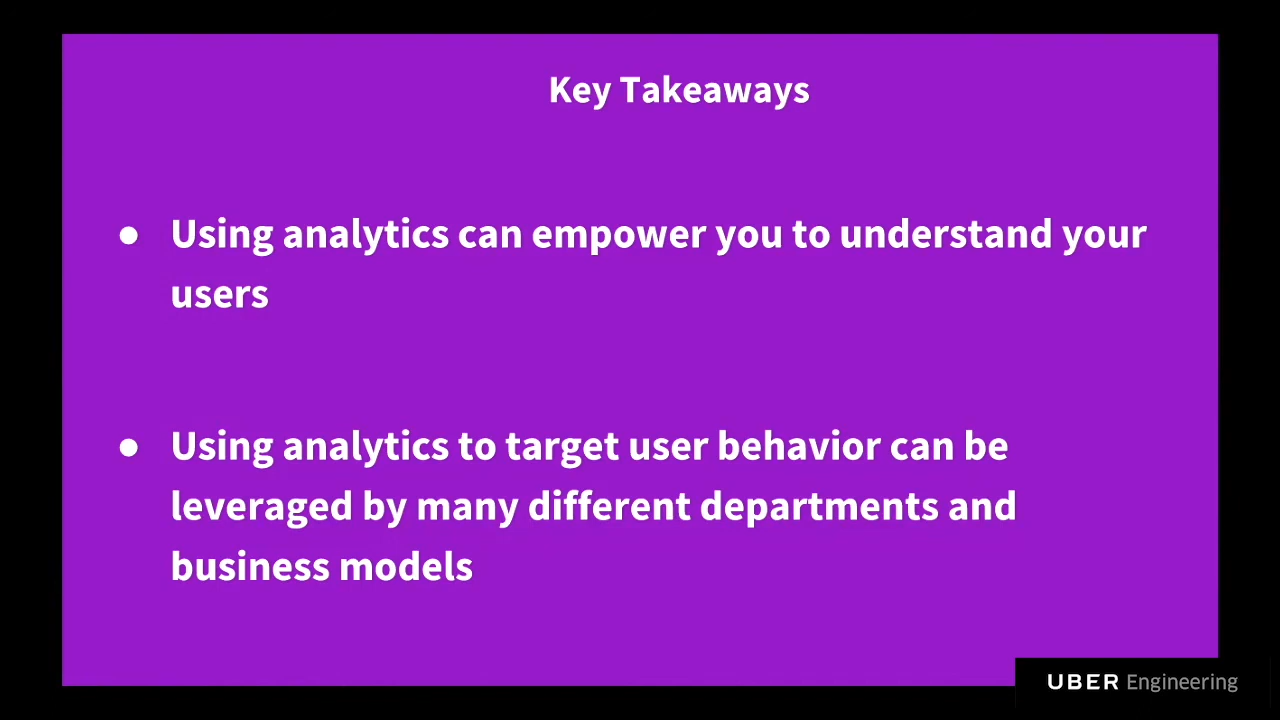 Key Takeaways
● Using analytics can empower you to understand your
users
● Using analytics to target user behavior can be
leveraged by many different departments and
business models
UBER Engineering